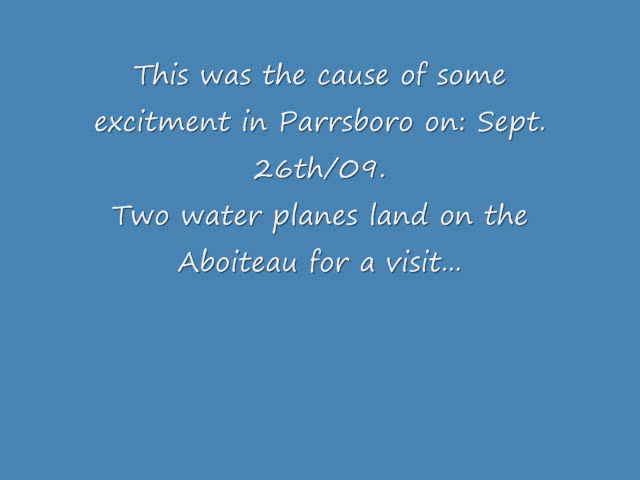 This was the cause of some
excitment in Parrsboro on: Sept.
26th/09.
Two water planes land on the
Aboiteau for a visit...